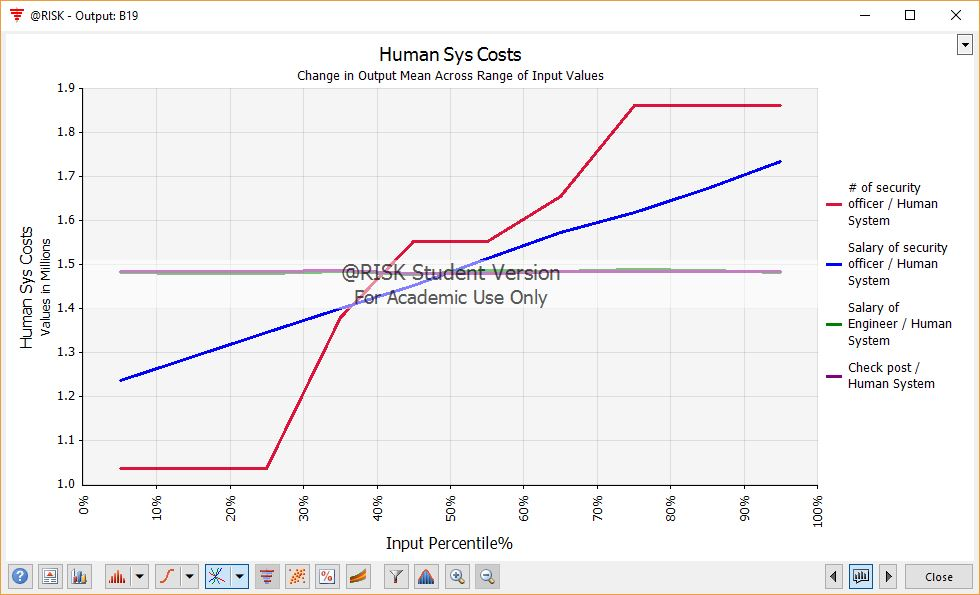 @RISK - Output: B19
Human Sys Costs
Change in Output Mean Across Range of Input Values
Human Sys Costs
Values in Millions
1.9
1.8
1.7
1.6
1.5
1.4
1.3
1.2
1.1
1.0
0%
10%
20%
30%
40%
50%
60%
70%
80%
90%
100%
Input Percentile%
@RISK Student Version
For Academic Use Only
# of security
officer / Human
System
Salary of security
officer / Human
System
Salary of
Engineer / Human
System
Check post /
Human System
Close